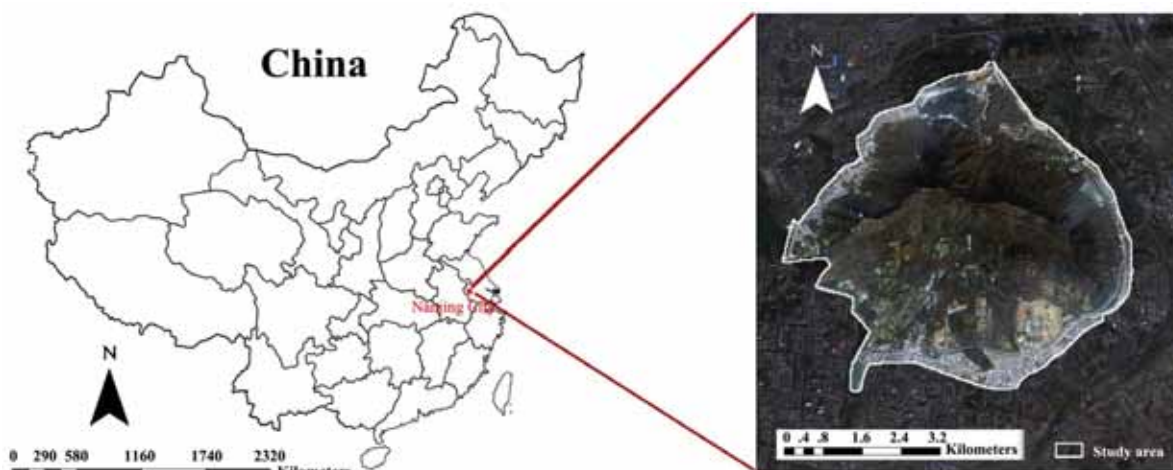 China
N
Nanjing City
N
0 290 580 1160 1740 2320
Kilometers
0 .4 .8 1.6 2.4 3.2
Kilometers
Study area